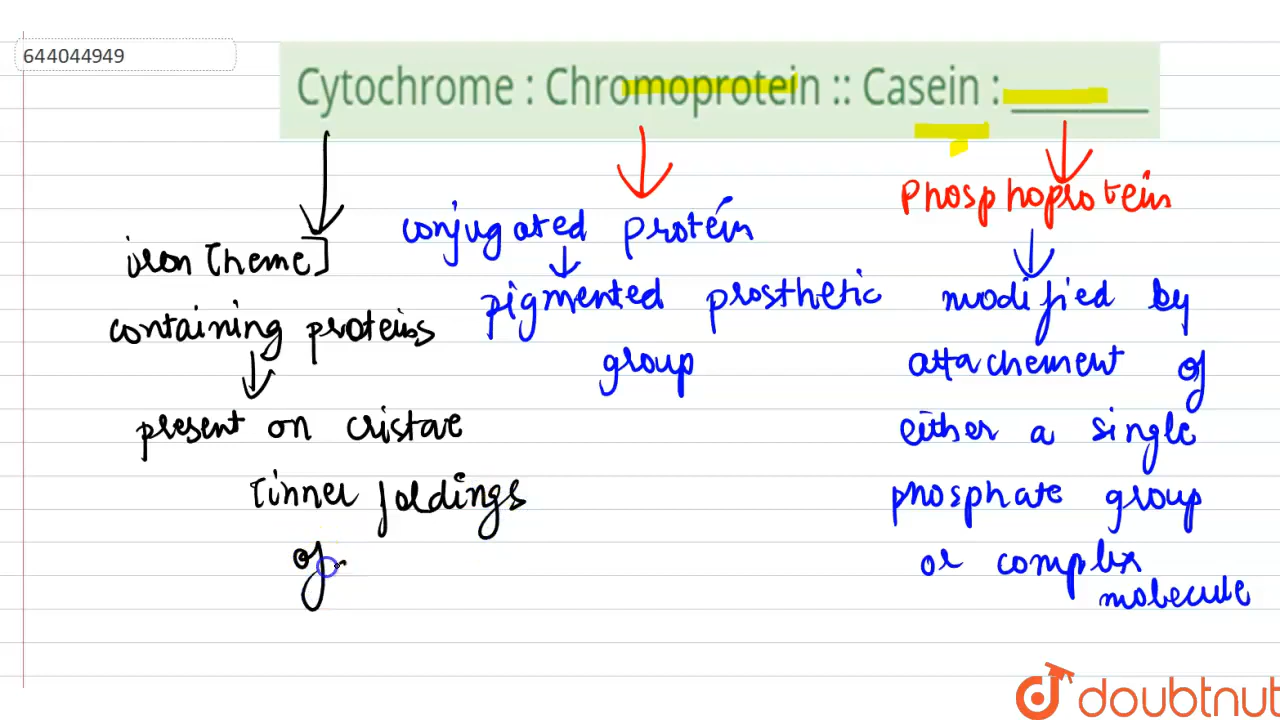 644044949
Cytochrome : Chromoprotein :: Casein : ________
iron [heme]
containing proteins
present on cristae
[inner foldings
of
conjugated protein
pigmented prosthetic
group
Phosphoprotein
modified by
attachement of
either a single
phosphate group
or complex
molecule
doubtnut